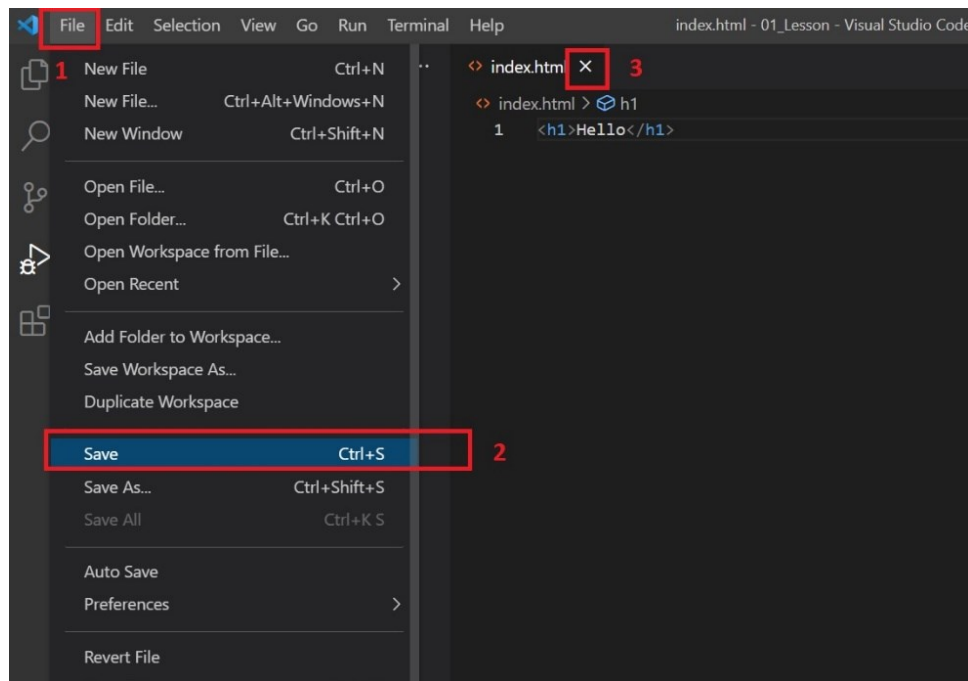 File Edit Selection View Go Run Terminal Help index.html - 01_Lesson - Visual Studio Code
1 New File Ctrl+N
New File... Ctrl+Alt+Windows+N
New Window Ctrl+Shift+N
Open File... Ctrl+O
Open Folder... Ctrl+K Ctrl+O
Open Workspace from File...
Open Recent >
Add Folder to Workspace...
Save Workspace As...
Duplicate Workspace
Save Ctrl+S 2
Save As... Ctrl+Shift+S
Save All Ctrl+K S
Auto Save
Preferences >
Revert File
index.html 3
index.html > h1
1 <h1>Hello</h1>